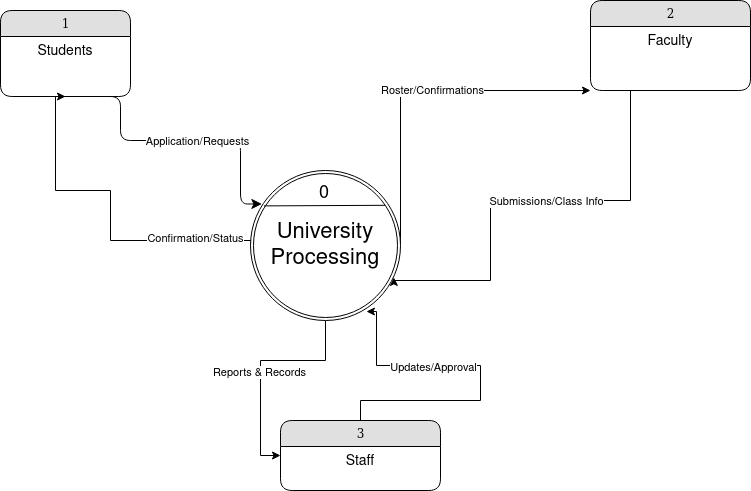 1
Students
2
Faculty
Roster/Confirmations
Application/Requests
0
University
Processing
Submissions/Class Info
Confirmation/Status
Reports & Records
Updates/Approval
3
Staff